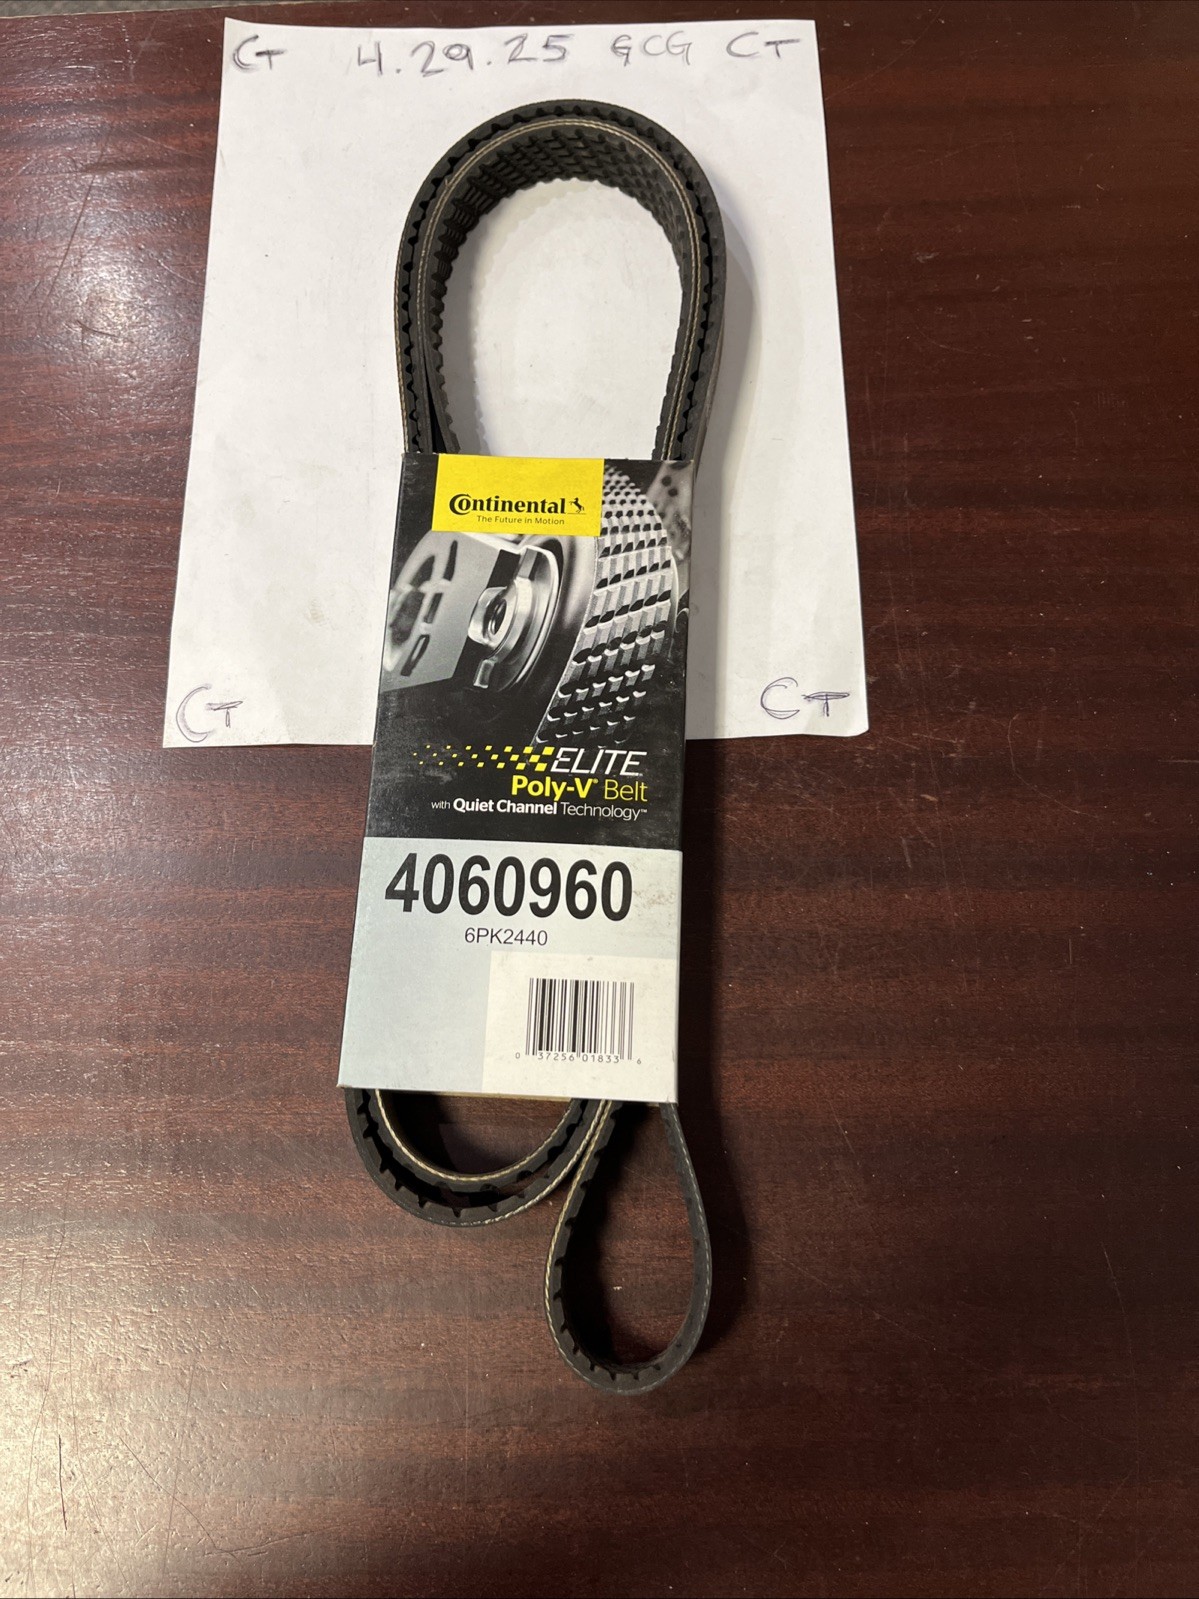 CT 4.29.25 GCG CT
Continental
The Future in Motion
ELITE
Poly-V® Belt
with Quiet Channel Technology™
4060960
6PK2440
0 37256 01833 6
CT CT